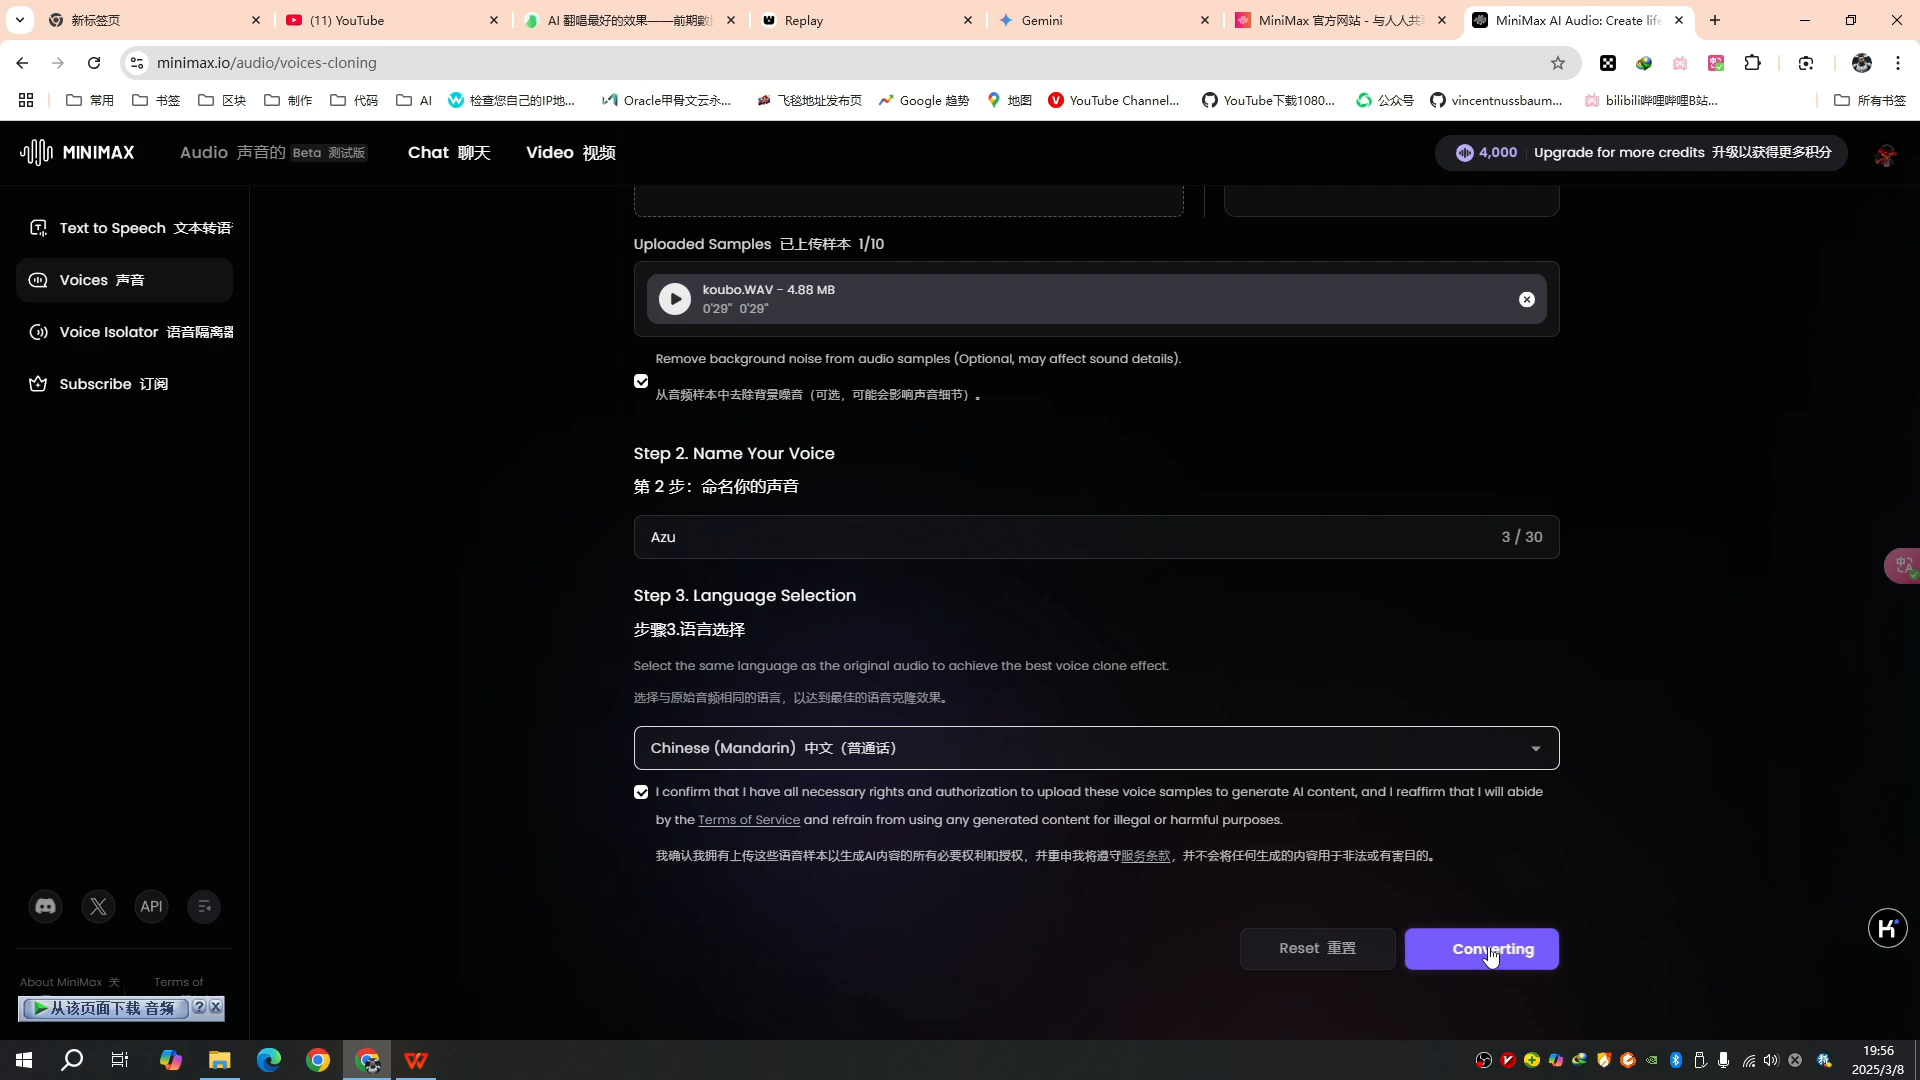 新标签页
(11) YouTube
AI 翻唱最好的效果——前期數
Replay
Gemini
MiniMax 官方网站 - 与人人共
MiniMax AI Audio: Create life
minimax.io/audio/voices-cloning
常用
书签
区块
制作
代码
AI
检查您自己的IP地...
Oracle甲骨文云永...
飞毯地址发布页
Google 趋势
地图
YouTube Channel...
YouTube下载1080...
公众号
vincentnussbaum...
bilibili哔哩哔哩B站...
所有书签
MINIMAX
Audio 声音的 Beta 测试版
Chat 聊天
Video 视频
4,000
Upgrade for more credits 升级以获得更多积分
Text to Speech 文本转语
Voices 声音
Voice Isolator 语音隔离器
Subscribe 订阅
Uploaded Samples 已上传样本 1/10
koubo.WAV - 4.88 MB
0'29" 0'29"
Remove background noise from audio samples (Optional, may affect sound details).
从音频样本中去除背景噪音（可选，可能会影响声音细节）。
Step 2. Name Your Voice
第 2 步：命名你的声音
Azu
3 / 30
Step 3. Language Selection
步骤3.语言选择
Select the same language as the original audio to achieve the best voice clone effect.
选择与原始音频相同的语言，以达到最佳的语音克隆效果。
Chinese (Mandarin) 中文（普通话）
I confirm that I have all necessary rights and authorization to upload these voice samples to generate AI content, and I reaffirm that I will abide
by the Terms of Service and refrain from using any generated content for illegal or harmful purposes.
我确认我拥有上传这些语音样本以生成AI内容的所有必要权利和授权，并重申我将遵守服务条款，并不会将任何生成的内容用于非法或有害目的。
Reset 重置
Converting
API
About MiniMax 关
Terms of
从该页面下载 音频
19:56
2025/3/8